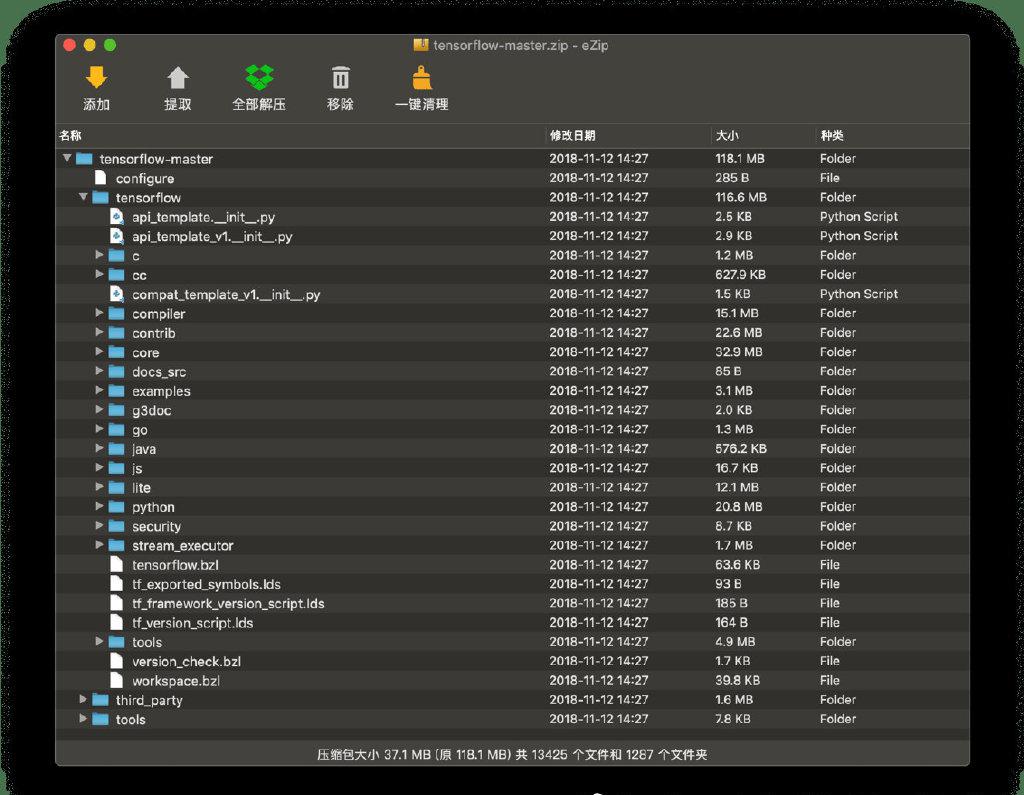 tensorflow-master.zip - eZip
添加 提取 全部解压 移除 一键清理
名称 修改日期 大小 种类
tensorflow-master 2018-11-12 14:27 118.1 MB Folder
configure 2018-11-12 14:27 285 B File
tensorflow 2018-11-12 14:27 116.6 MB Folder
api_template.__init__.py 2018-11-12 14:27 2.5 KB Python Script
api_template_v1.__init__.py 2018-11-12 14:27 2.9 KB Python Script
c 2018-11-12 14:27 1.2 MB Folder
cc 2018-11-12 14:27 627.9 KB Folder
compat_template_v1.__init__.py 2018-11-12 14:27 1.5 KB Python Script
compiler 2018-11-12 14:27 15.1 MB Folder
contrib 2018-11-12 14:27 22.6 MB Folder
core 2018-11-12 14:27 32.9 MB Folder
docs_src 2018-11-12 14:27 85 B Folder
examples 2018-11-12 14:27 3.1 MB Folder
g3doc 2018-11-12 14:27 2.0 KB Folder
go 2018-11-12 14:27 1.3 MB Folder
java 2018-11-12 14:27 576.2 KB Folder
js 2018-11-12 14:27 16.7 KB Folder
lite 2018-11-12 14:27 12.1 MB Folder
python 2018-11-12 14:27 20.8 MB Folder
security 2018-11-12 14:27 8.7 KB Folder
stream_executor 2018-11-12 14:27 1.7 MB Folder
tensorflow.bzl 2018-11-12 14:27 63.6 KB File
tf_exported_symbols.lds 2018-11-12 14:27 93 B File
tf_framework_version_script.lds 2018-11-12 14:27 185 B File
tf_version_script.lds 2018-11-12 14:27 164 B File
tools 2018-11-12 14:27 4.9 MB Folder
version_check.bzl 2018-11-12 14:27 1.7 KB File
workspace.bzl 2018-11-12 14:27 39.8 KB File
third_party 2018-11-12 14:27 1.6 MB Folder
tools 2018-11-12 14:27 7.8 KB Folder
压缩包大小 37.1 MB (原 118.1 MB) 共 13425 个文件和 1287 个文件夹